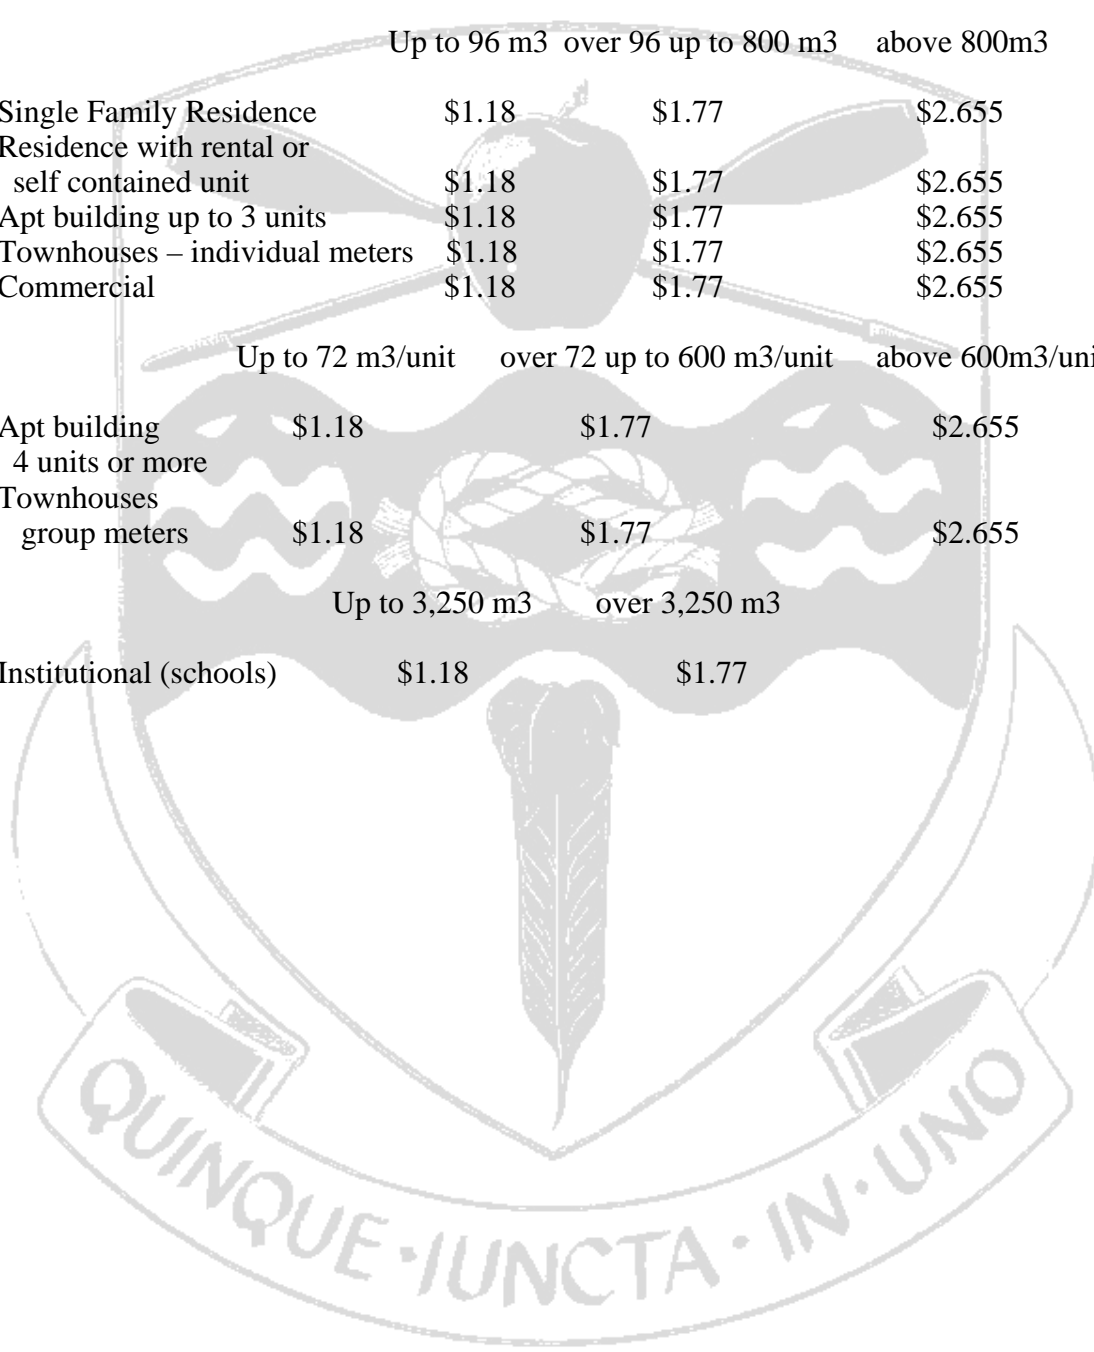 Up to 96 m3 over 96 up to 800 m3 above 800m3
Single Family Residence $1.18 $1.77 $2.655
Residence with rental or
self contained unit $1.18 $1.77 $2.655
Apt building up to 3 units $1.18 $1.77 $2.655
Townhouses – individual meters $1.18 $1.77 $2.655
Commercial $1.18 $1.77 $2.655
Up to 72 m3/unit over 72 up to 600 m3/unit above 600m3/uni
Apt building $1.18 $1.77 $2.655
4 units or more
Townhouses
group meters $1.18 $1.77 $2.655
Up to 3,250 m3 over 3,250 m3
Institutional (schools) $1.18 $1.77
QUINQUE · IUNCTA · IN · UNO